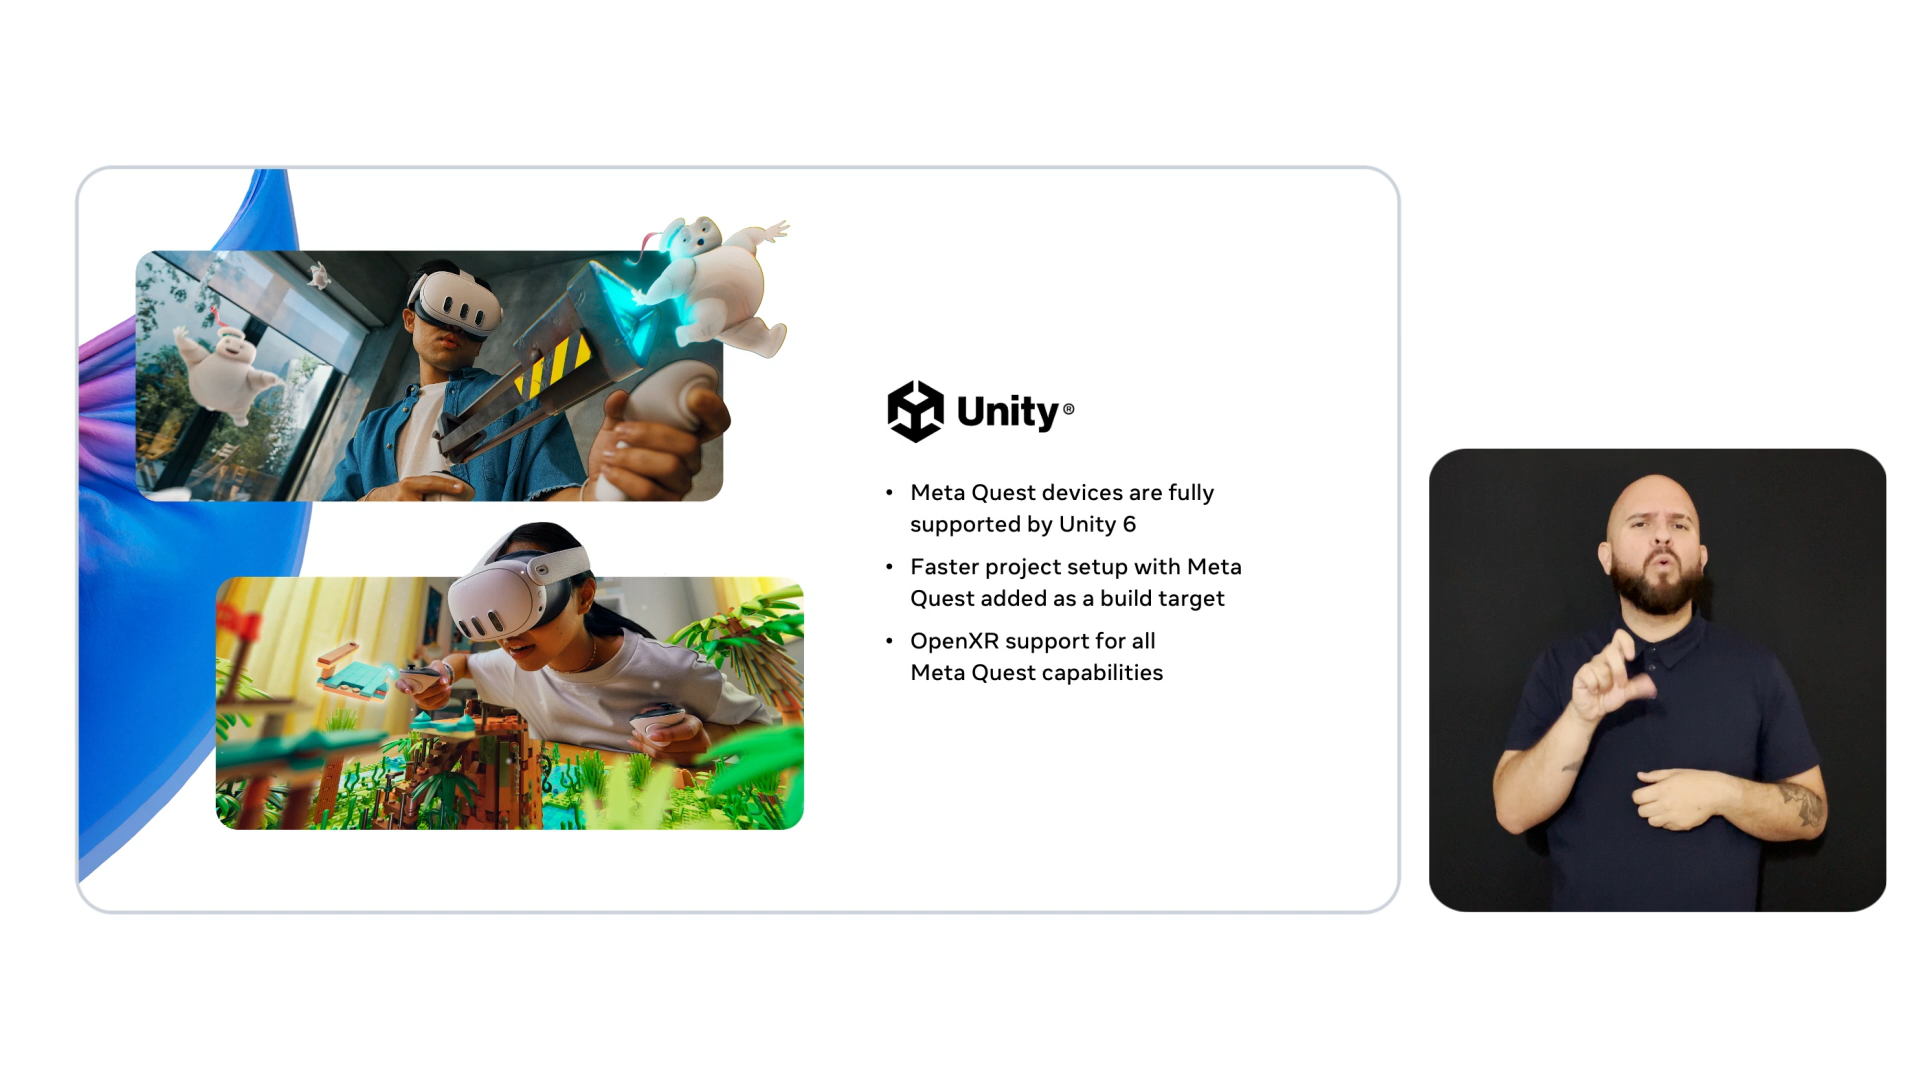 Unity®
• Meta Quest devices are fully
supported by Unity 6
• Faster project setup with Meta
Quest added as a build target
• OpenXR support for all
Meta Quest capabilities